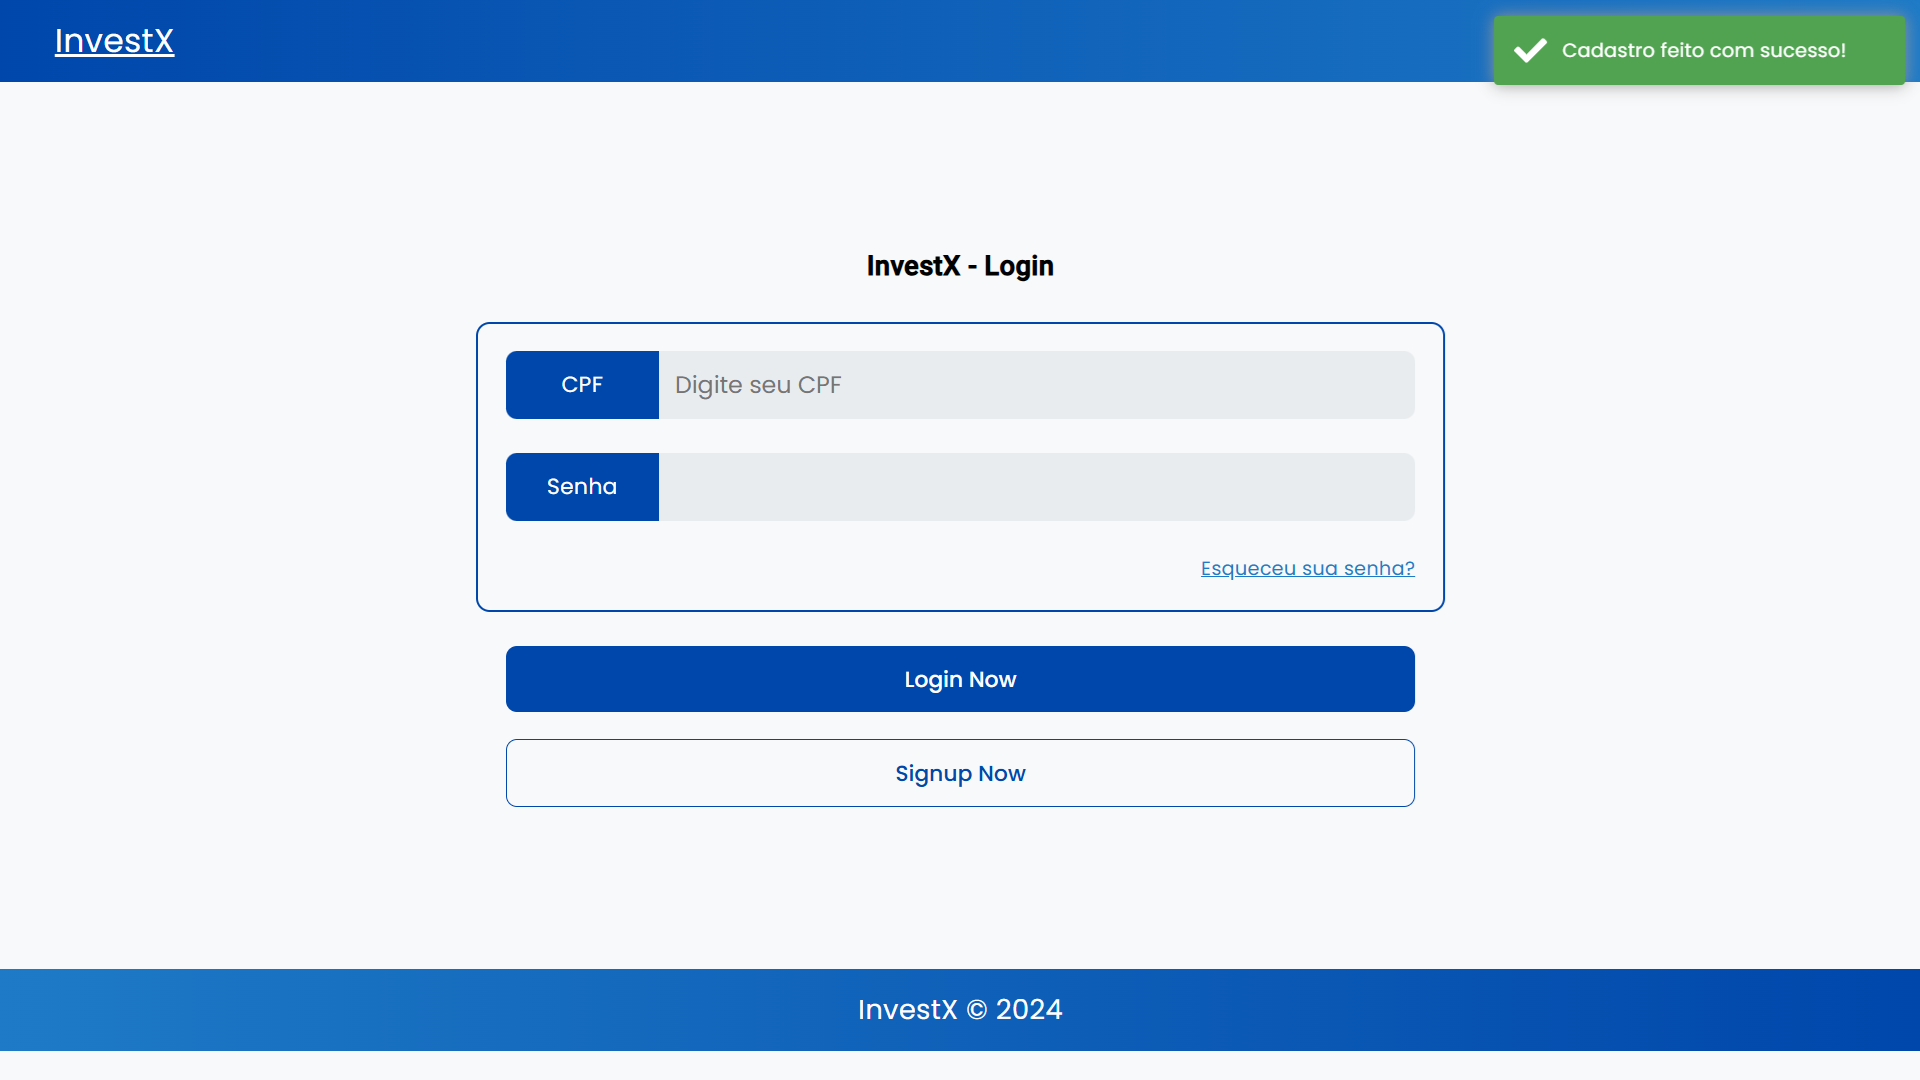 InvestX
Cadastro feito com sucesso!
InvestX - Login
CPF
Digite seu CPF
Senha
Esqueceu sua senha?
Login Now
Signup Now
InvestX © 2024